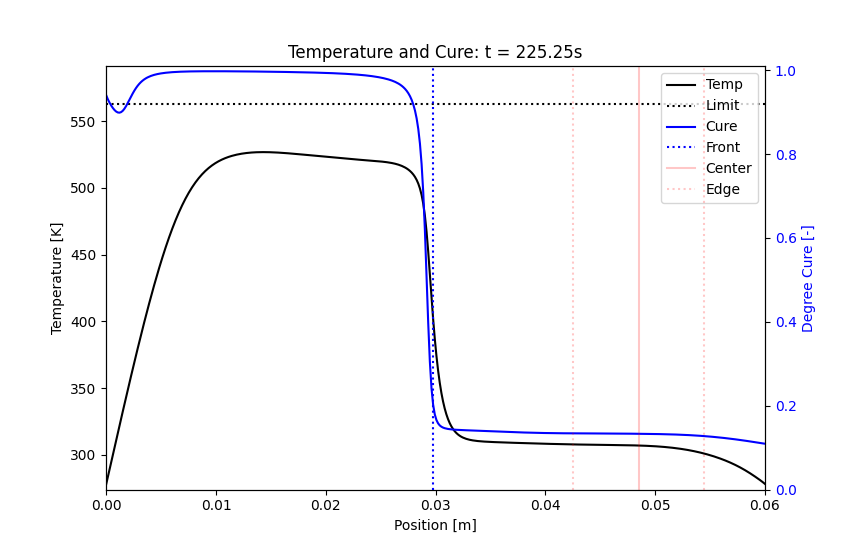 Temperature and Cure: t = 225.25s
Temperature [K]
550
500
450
400
350
300
Temp
Limit
Cure
Front
Center
Edge
1.0
0.8
0.6
0.4
0.2
0.0
Degree Cure [-]
0.00
0.01
0.02
0.03
0.04
0.05
0.06
Position [m]